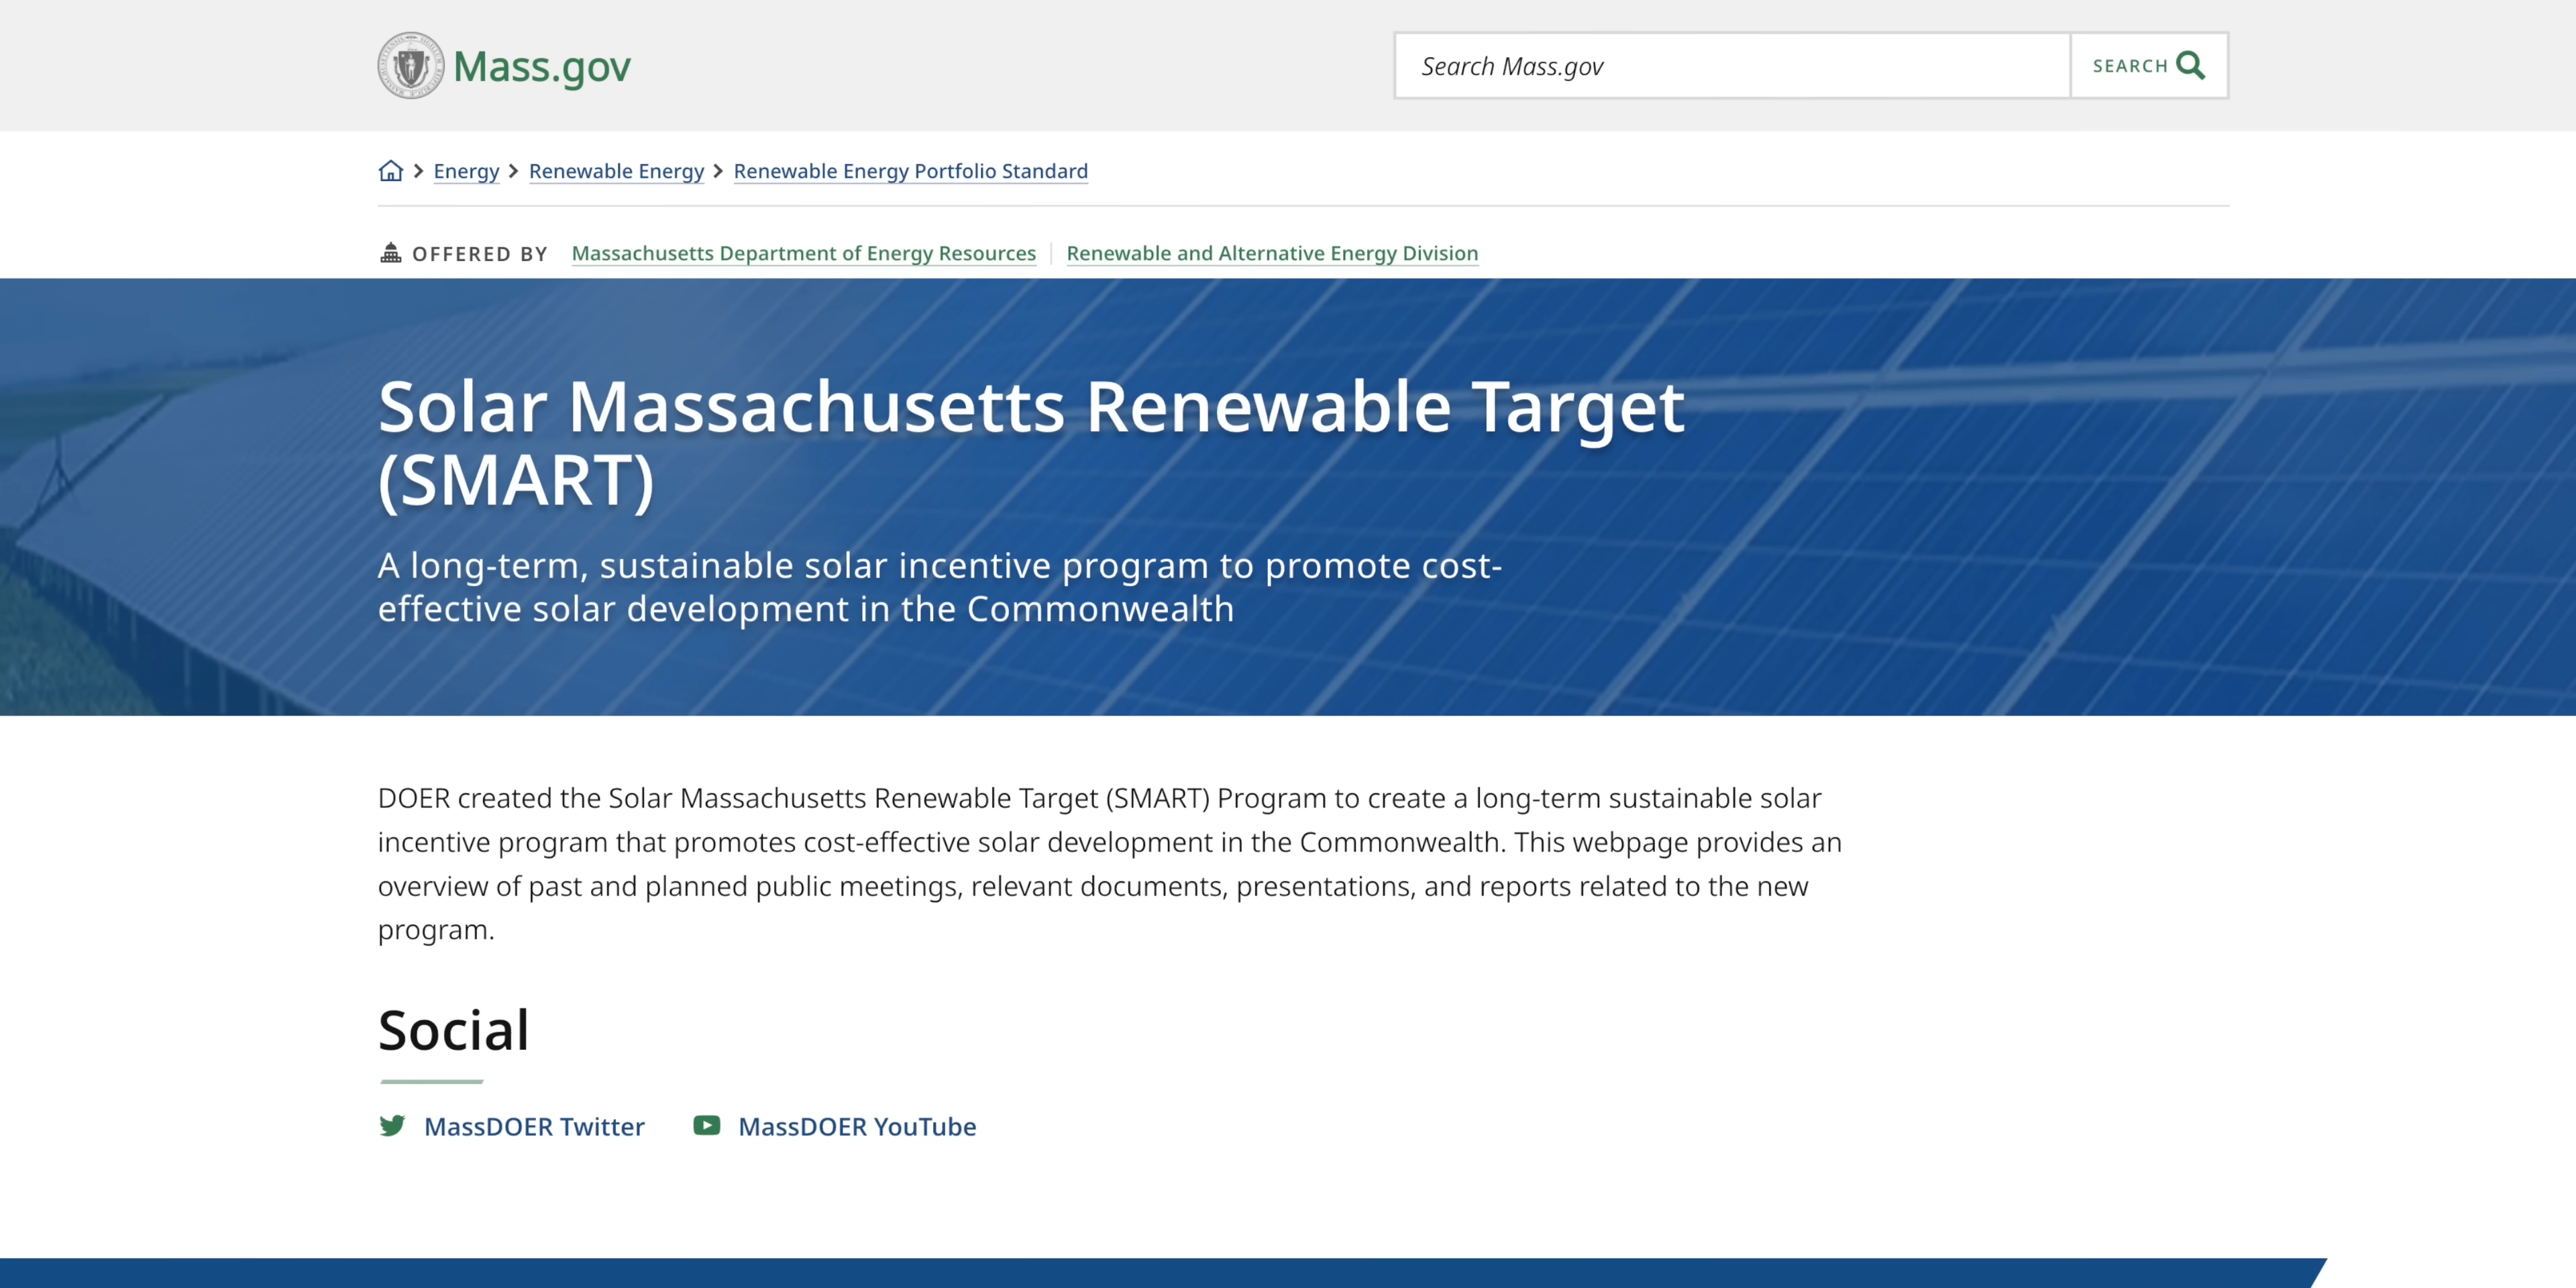 Mass.gov
Search Mass.gov
SEARCH
Energy
Renewable Energy
Renewable Energy Portfolio Standard
OFFERED BY Massachusetts Department of Energy Resources Renewable and Alternative Energy Division
Solar Massachusetts Renewable Target
(SMART)
A long-term, sustainable solar incentive program to promote cost-
effective solar development in the Commonwealth
DOER created the Solar Massachusetts Renewable Target (SMART) Program to create a long-term sustainable solar
incentive program that promotes cost-effective solar development in the Commonwealth. This webpage provides an
overview of past and planned public meetings, relevant documents, presentations, and reports related to the new
program.
Social
MassDOER Twitter
MassDOER YouTube